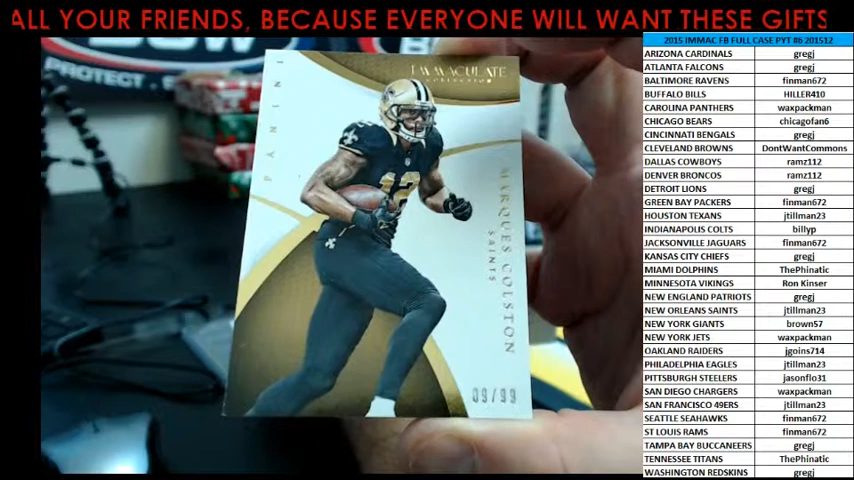 ALL YOUR FRIENDS, BECAUSE EVERYONE WILL WANT THESE GIFTS
PROTECT
PANINI
IMMACULATE
COLLECTION
12
MARQUES COLSTON
SAINTS
09/99
2015 IMMAC FB FULL CASE PYT #6 201512
ARIZONA CARDINALS gregj
ATLANTA FALCONS gregj
BALTIMORE RAVENS finman672
BUFFALO BILLS HILLER410
CAROLINA PANTHERS waxpackman
CHICAGO BEARS chicagofan6
CINCINNATI BENGALS gregj
CLEVELAND BROWNS DontWantCommons
DALLAS COWBOYS ramz112
DENVER BRONCOS ramz112
DETROIT LIONS gregj
GREEN BAY PACKERS finman672
HOUSTON TEXANS jtillman23
INDIANAPOLIS COLTS billyp
JACKSONVILLE JAGUARS finman672
KANSAS CITY CHIEFS gregj
MIAMI DOLPHINS ThePhinatic
MINNESOTA VIKINGS Ron Kinser
NEW ENGLAND PATRIOTS gregj
NEW ORLEANS SAINTS jtillman23
NEW YORK GIANTS brown57
NEW YORK JETS waxpackman
OAKLAND RAIDERS jgoins714
PHILADELPHIA EAGLES jtillman23
PITTSBURGH STEELERS jasonflo31
SAN DIEGO CHARGERS waxpackman
SAN FRANCISCO 49ERS jtillman23
SEATTLE SEAHAWKS finman672
ST LOUIS RAMS finman672
TAMPA BAY BUCCANEERS gregj
TENNESSEE TITANS ThePhinatic
WASHINGTON REDSKINS gregj